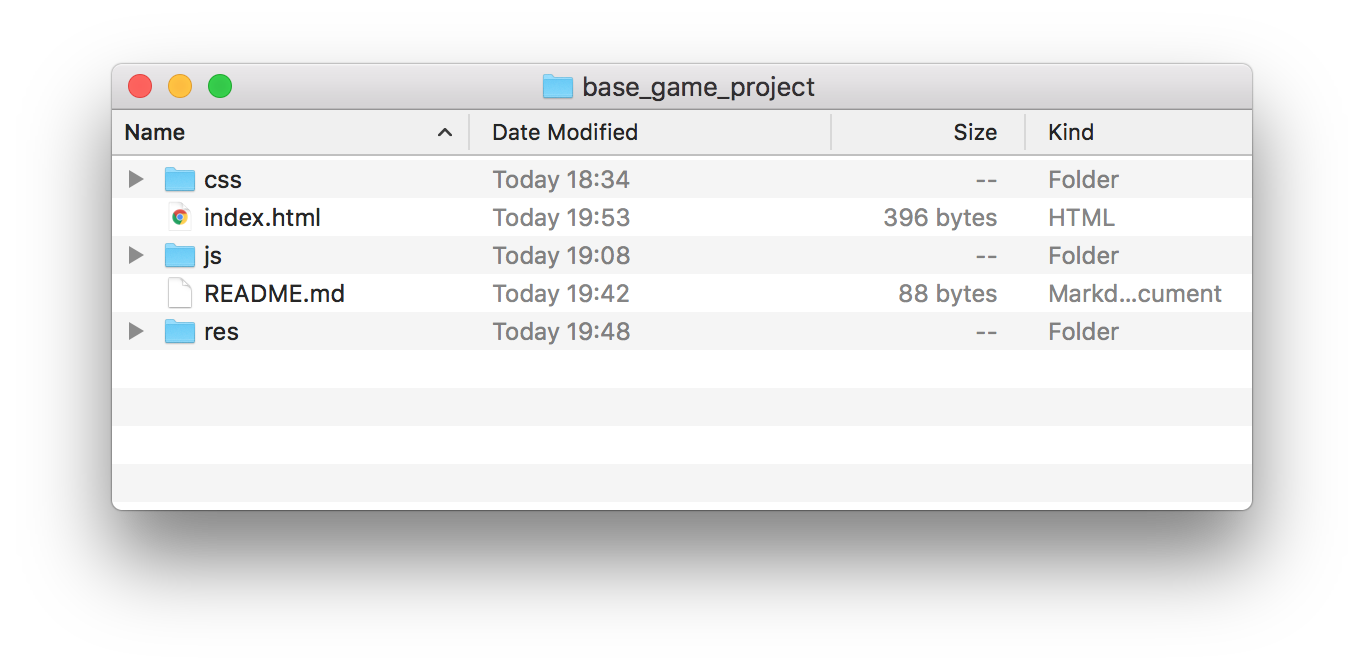 base_game_project
Name Date Modified Size Kind
css Today 18:34 -- Folder
index.html Today 19:53 396 bytes HTML
js Today 19:08 -- Folder
README.md Today 19:42 88 bytes Markd...cument
res Today 19:48 -- Folder